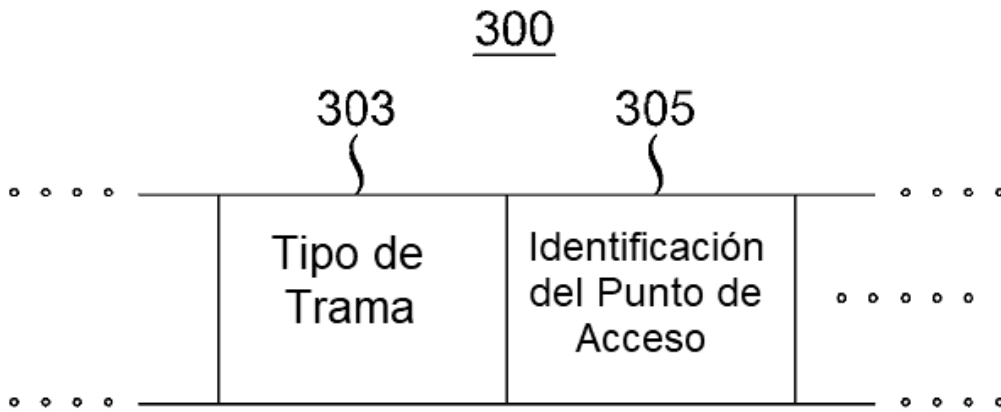 300
303 305
Tipo de
Trama
Identificación
del Punto de
Acceso